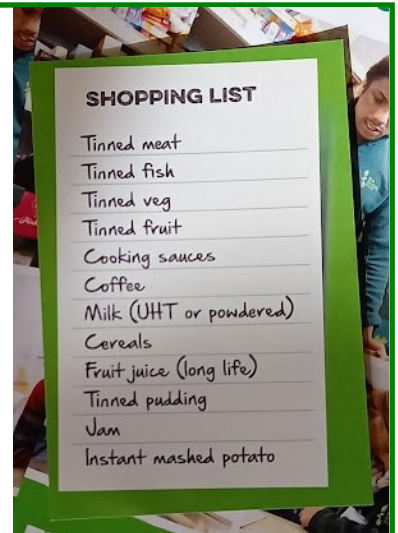 SHOPPING LIST
Tinned meat
Tinned fish
Tinned veg
Tinned fruit
Cooking sauces
Coffee
Milk (UHT or powdered)
Cereals
Fruit juice (long life)
Tinned pudding
Jam
Instant mashed potato